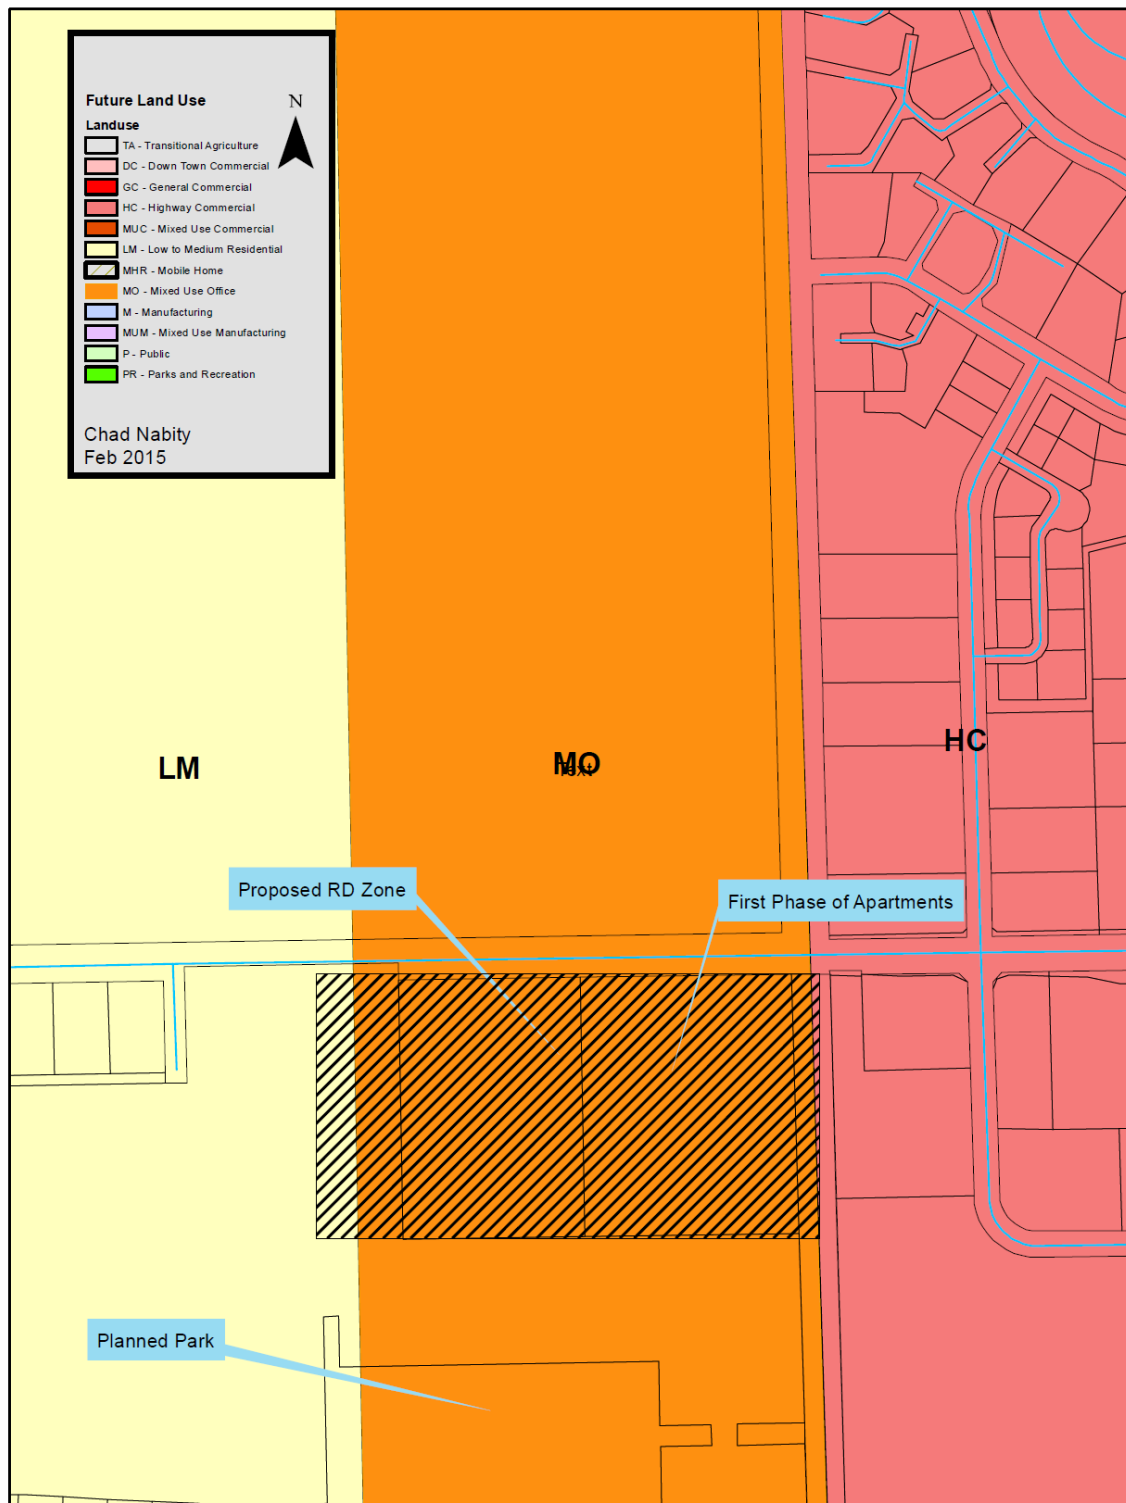 Future Land Use
N
Landuse
TA - Transitional Agriculture
DC - Down Town Commercial
GC - General Commercial
HC - Highway Commercial
MUC - Mixed Use Commercial
LM - Low to Medium Residential
MHR - Mobile Home
MO - Mixed Use Office
M - Manufacturing
MUM - Mixed Use Manufacturing
P - Public
PR - Parks and Recreation
Chad Nabity
Feb 2015
HC
LM
MO
Text
Proposed RD Zone
First Phase of Apartments
Planned Park